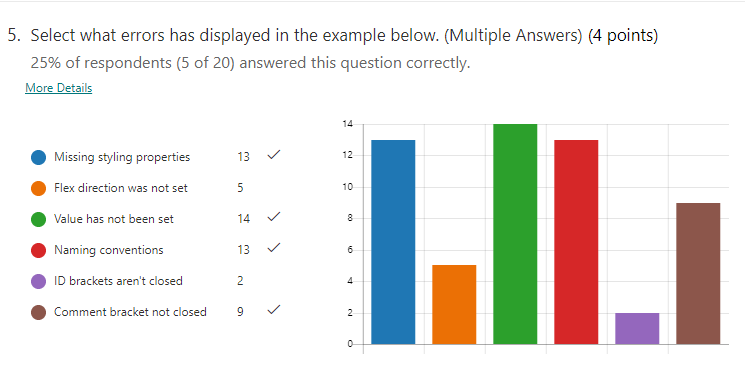 5. Select what errors has displayed in the example below. (Multiple Answers) (4 points)
25% of respondents (5 of 20) answered this question correctly.
More Details
Missing styling properties 13 ✓
Flex direction was not set 5
Value has not been set 14 ✓
Naming conventions 13 ✓
ID brackets aren't closed 2
Comment bracket not closed 9 ✓
14
12
10
8
6
4
2
0